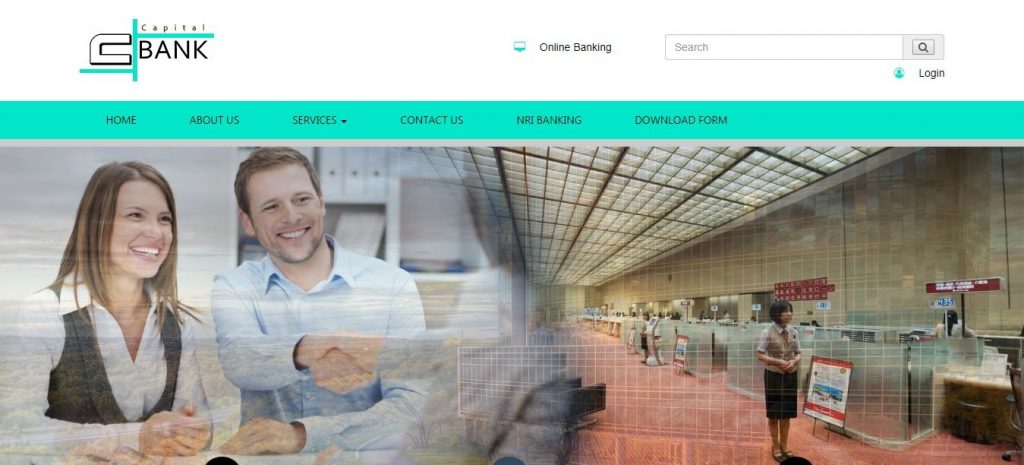 Capital
BANK
Online Banking
Search
Login
HOME
ABOUT US
SERVICES
CONTACT US
NRI BANKING
DOWNLOAD FORM